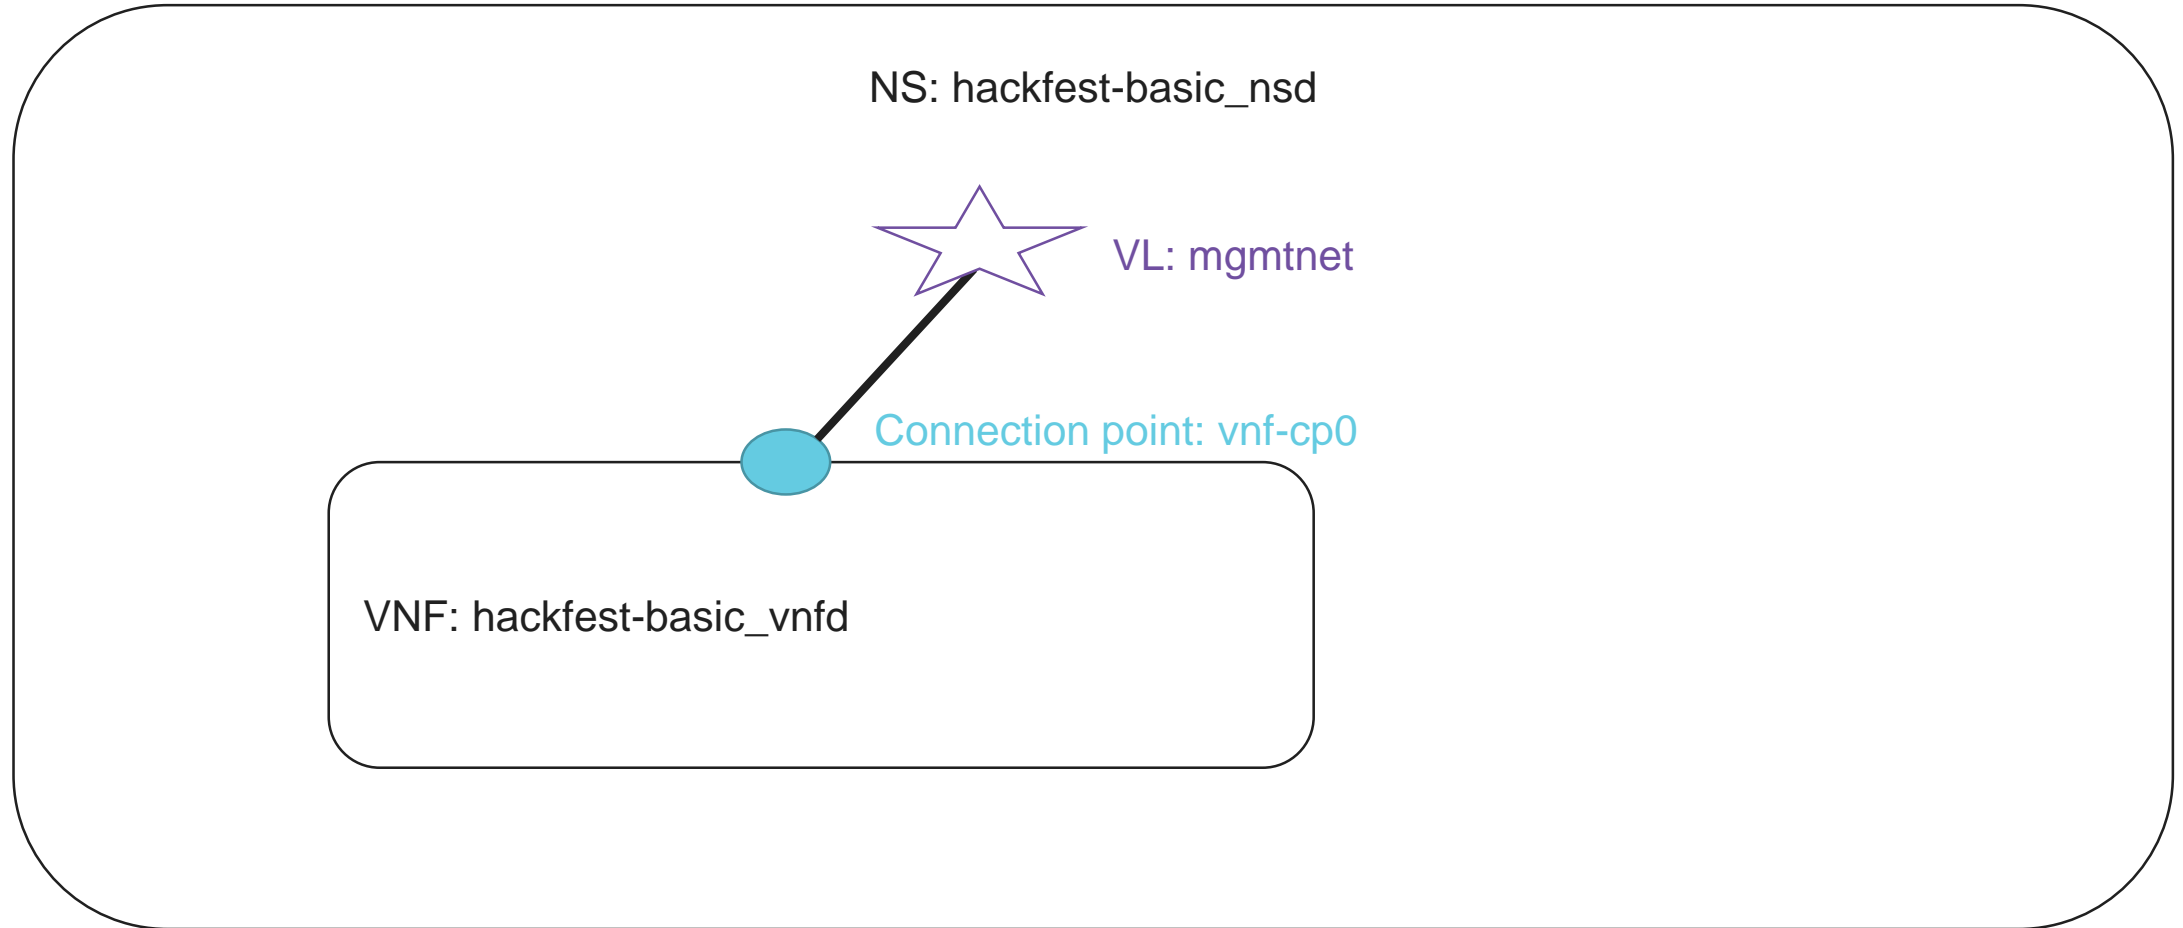 NS: hackfest-basic_nsd
VL: mgmtnet
Connection point: vnf-cp0
VNF: hackfest-basic_vnfd